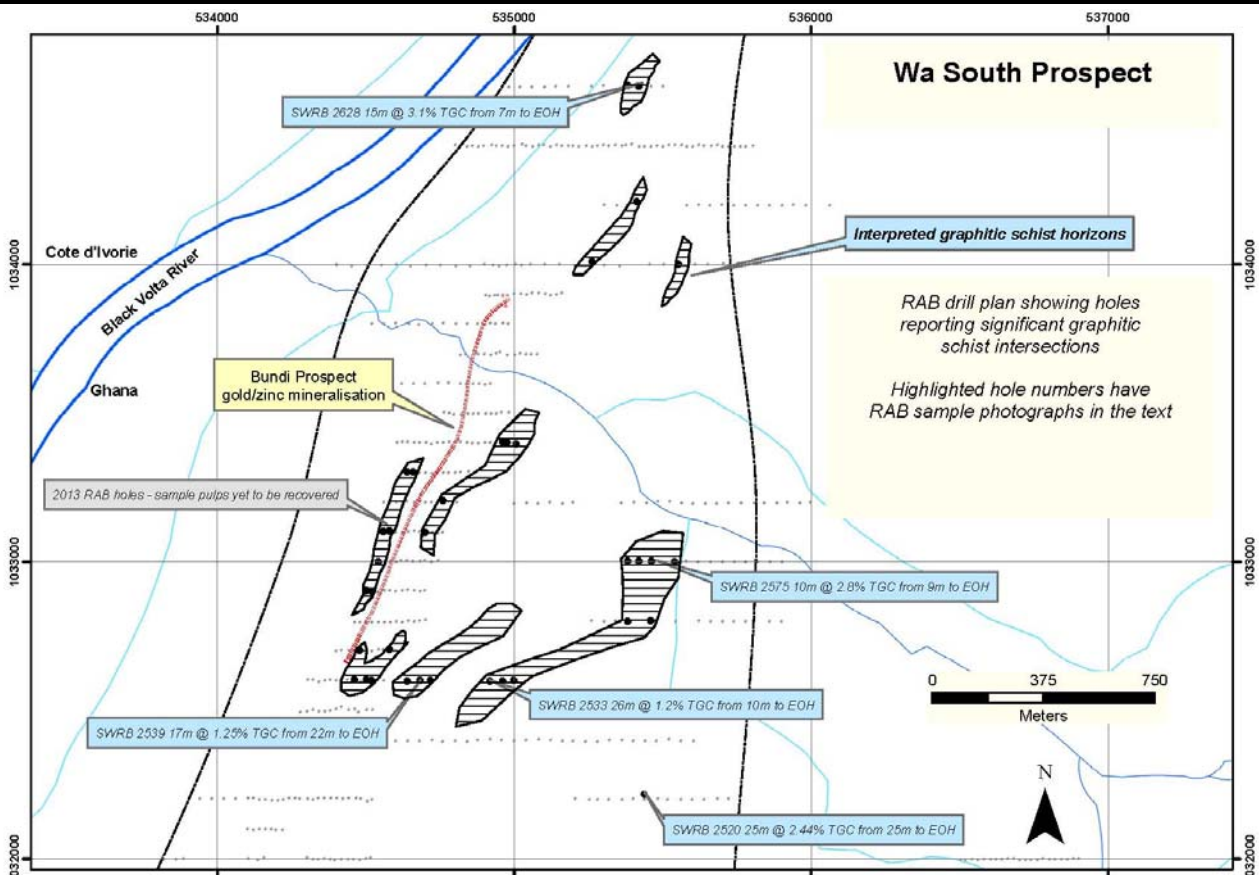 534000
535000
536000
537000
Wa South Prospect
SWRB 2628 15m @ 3.1% TGC from 7m to EOH
Interpreted graphitic schist horizons
Cote d'Ivorie
1034000
1034000
Black Volta River
RAB drill plan showing holes
reporting significant graphitic
schist intersections
Ghana
Bundi Prospect
gold/zinc mineralisation
Highlighted hole numbers have
RAB sample photographs in the text
2013 RAB holes - sample pulps yet to be recovered
1033000
1033000
SWRB 2575 10m @ 2.8% TGC from 9m to EOH
0
375
750
Meters
SWRB 2533 26m @ 1.2% TGC from 10m to EOH
SWRB 2539 17m @ 1.25% TGC from 22m to EOH
N
SWRB 2520 25m @ 2.44% TGC from 25m to EOH
032000
032000